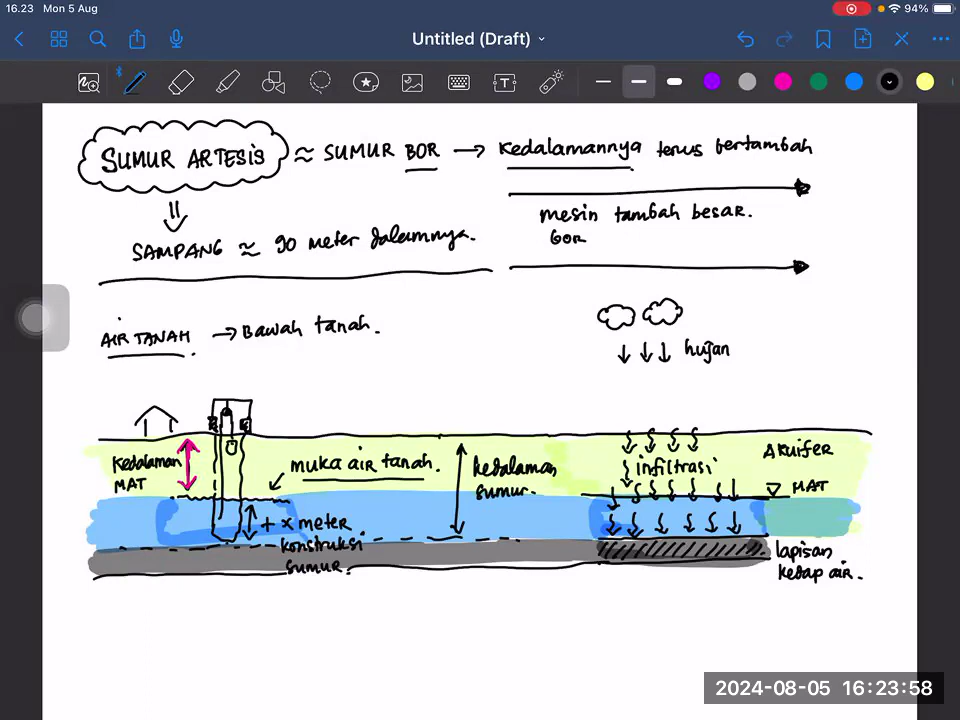 16.23 Mon 5 Aug
94%
Untitled (Draft)
SUMUR ARTESIS ≈ SUMUR BOR → Kedalamannya terus bertambah
mesin tambah besar.
bor
SAMPANG ≈ 90 meter dalamnya.
AIR TANAH → Bawah tanah.
hujan
Kedalaman
MAT
muka air tanah.
kedalaman
sumur.
infiltrasi
Akuifer
MAT
+ x meter
konstruksi
sumur.
lapisan
kedap air.
2024-08-05 16:23:58